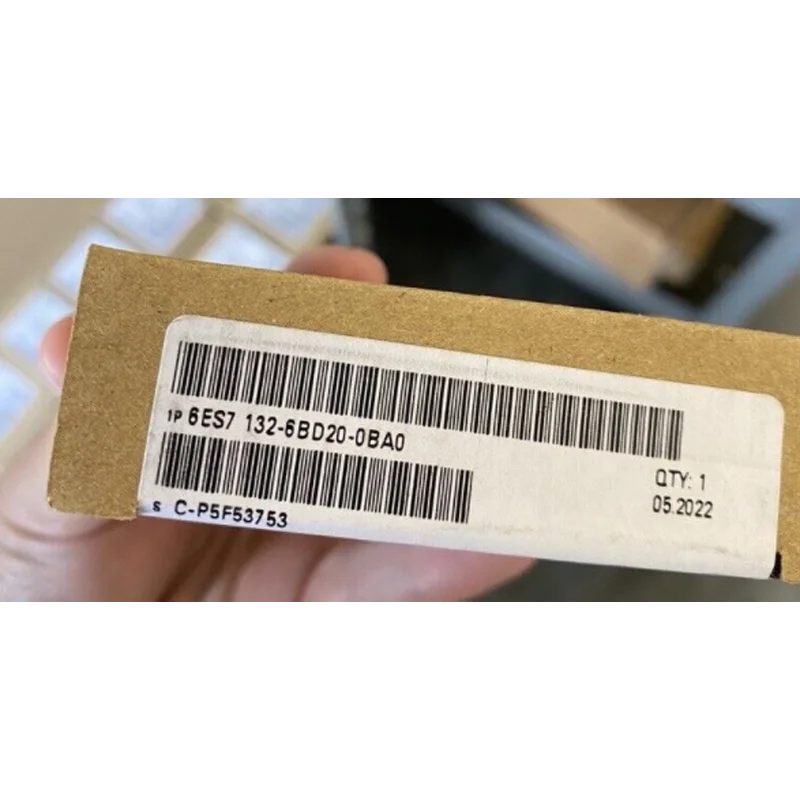 1P 6ES7 132-6BD20-0BA0
S C-P5F53753
QTY: 1
05.2022